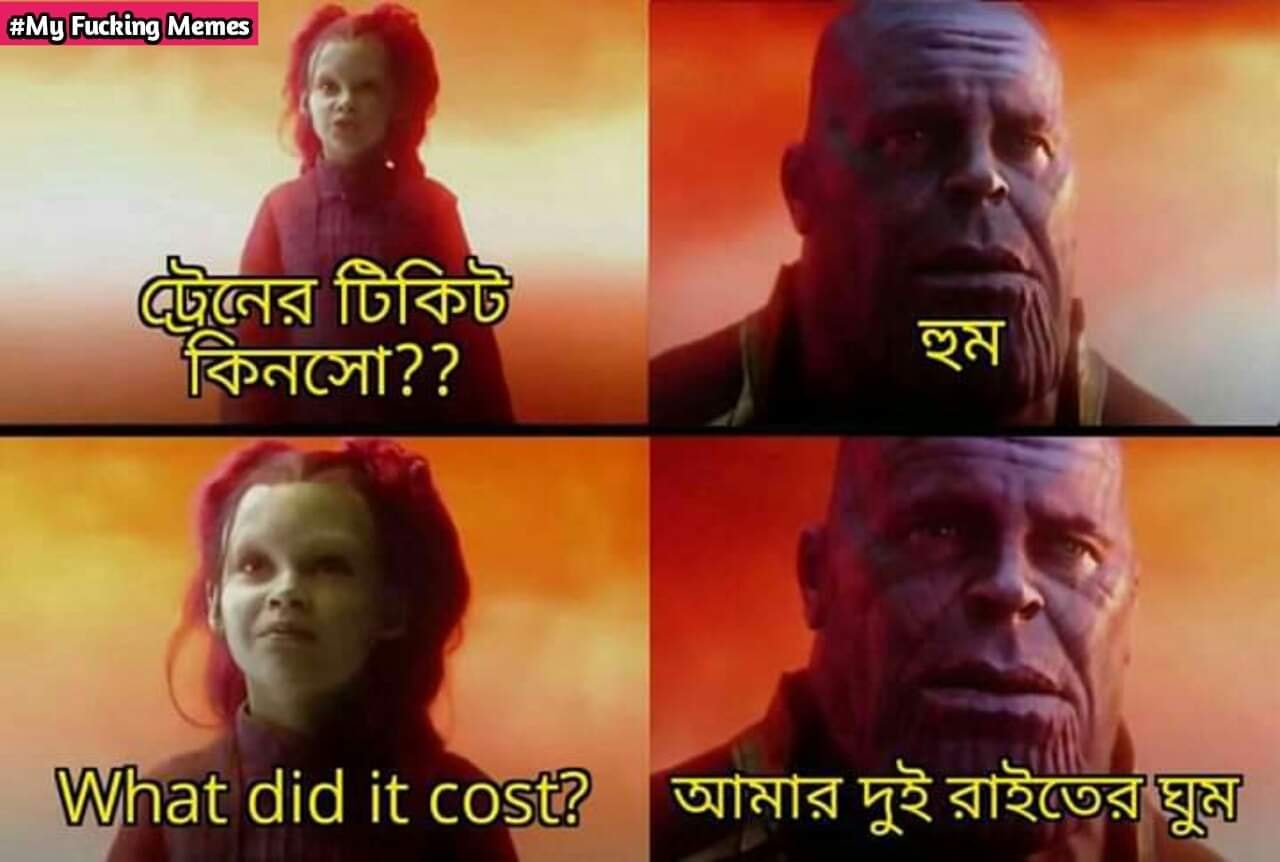 #My Fucking Memes
ট্রেনের টিকিট
কিনসো??
হুম
What did it cost?
আমার দুই রাইতের ঘুম